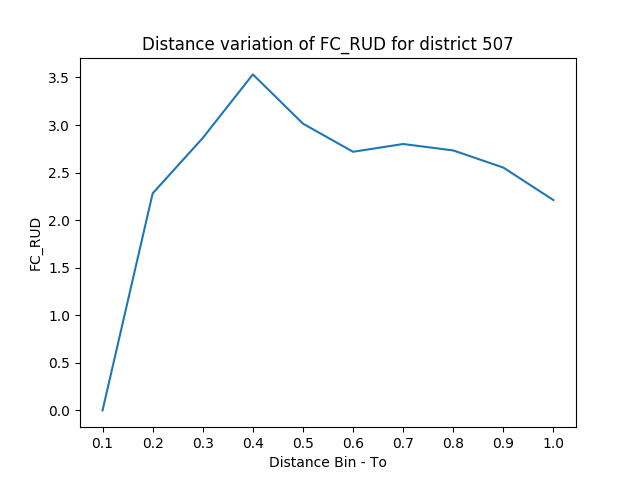 Distance variation of FC_RUD for district 507
3.5
3.0
2.5
2.0
1.5
1.0
0.5
0.0
FC_RUD
0.1 0.2 0.3 0.4 0.5 0.6 0.7 0.8 0.9 1.0
Distance Bin - To